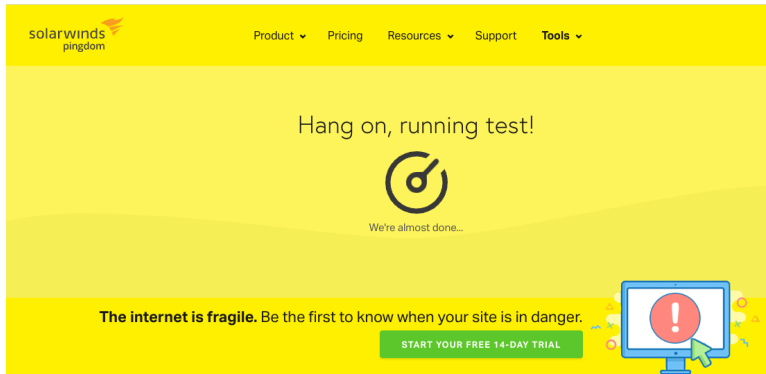 solarwinds
pingdom
Product Pricing Resources Support Tools
Hang on, running test!
We're almost done...
The internet is fragile. Be the first to know when your site is in danger.
START YOUR FREE 14-DAY TRIAL
!